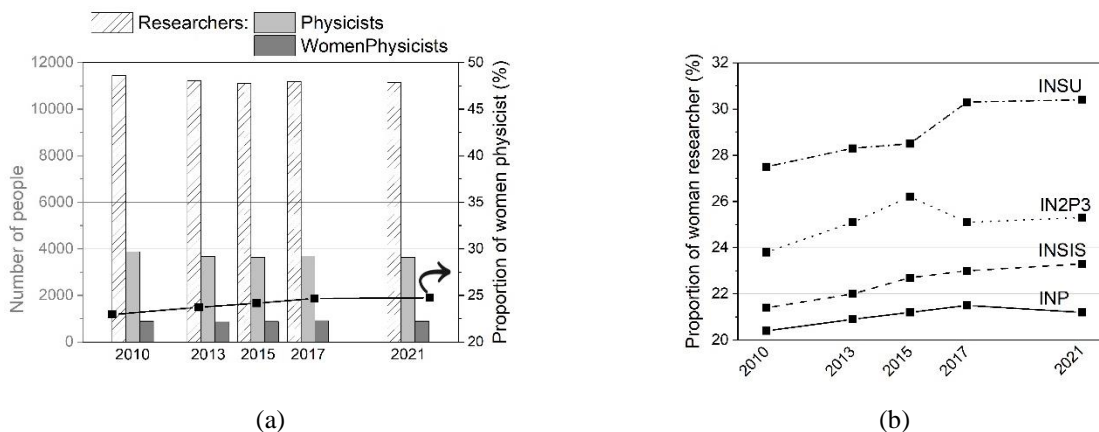 Researchers: Physicists
WomenPhysicists
Number of people
12000
10000
8000
6000
4000
2000
0
2010 2013 2015 2017 2021
50
45
40
35
30
25
20
Proportion of women physicist (%)
(a)
Proportion of woman researcher (%)
32
30
28
26
24
22
20
INSU
IN2P3
INSIS
INP
2010 2013 2015 2017 2021
(b)